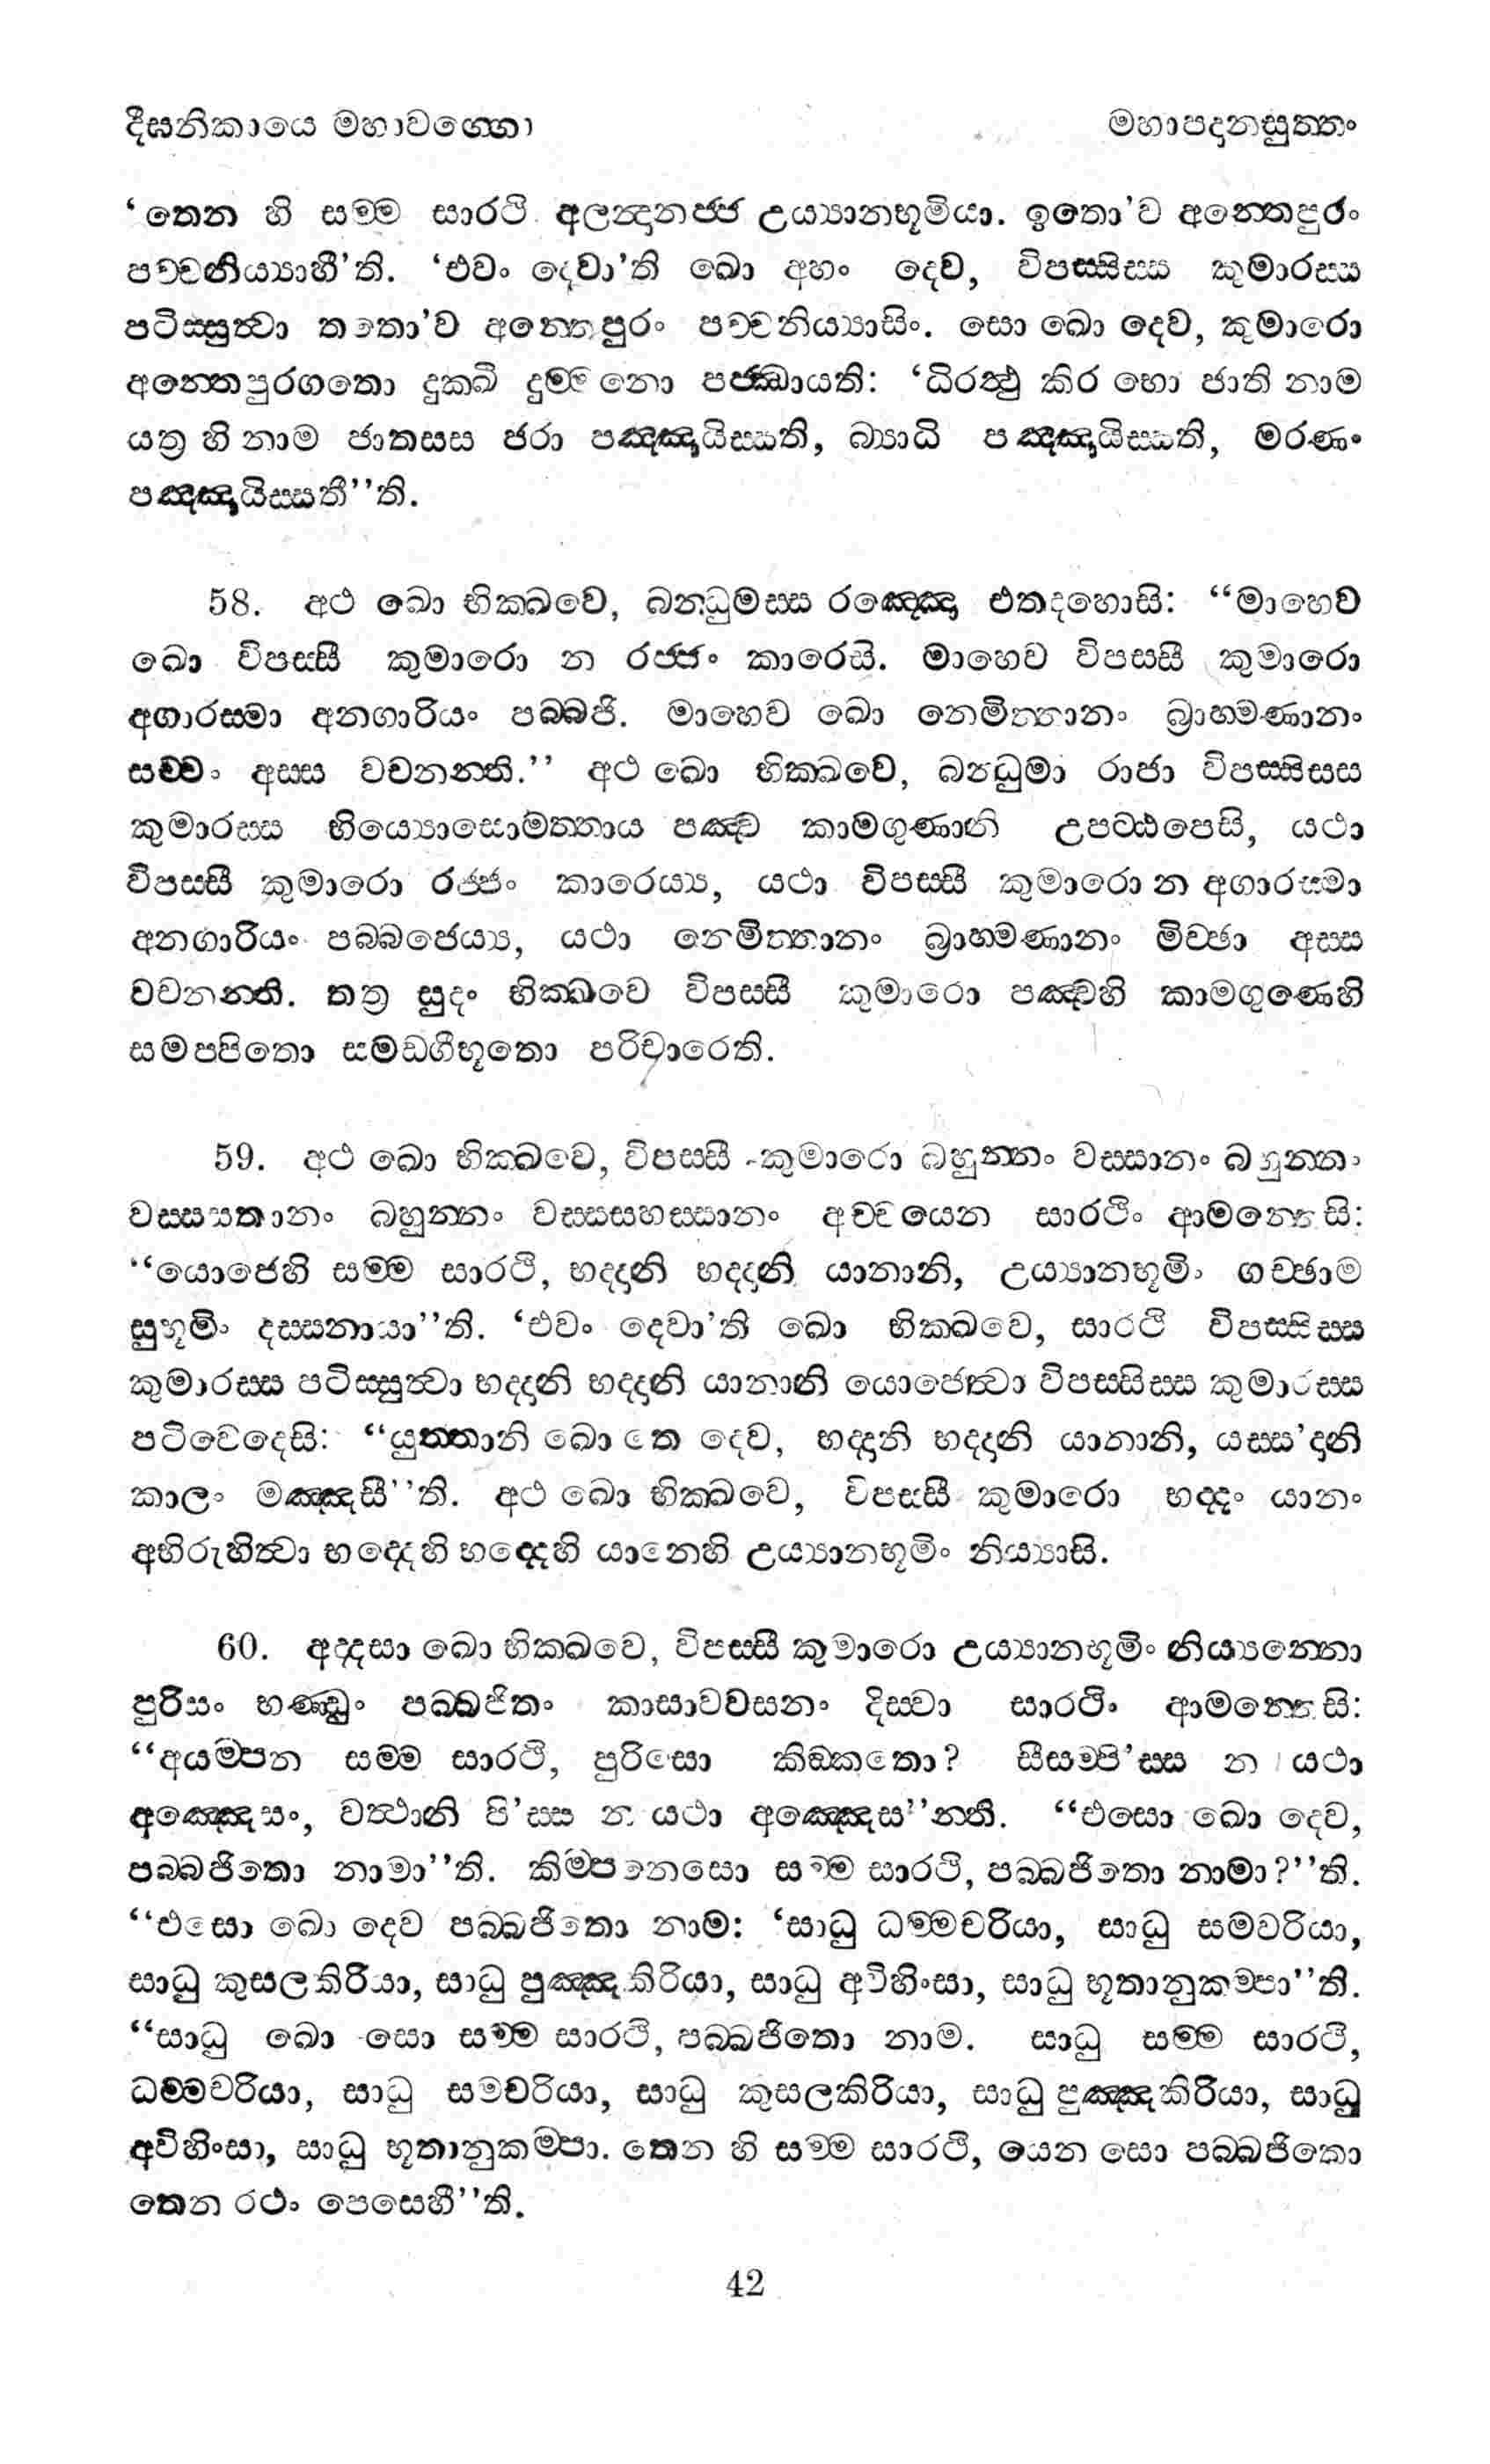 දීඝනිකායෙ මහාවග්ගො මහාපදානසුත්තං
‘තෙන හි සම්ම සාරථි අලන්දානජ්ජ උය්‍යානභූමියා. ඉතො’ව අන්තෙපුරං
පච්චනිය්‍යාහී’ති. ‘එවං දෙවා’ති ඛො අහං දෙව, විපස්සිස්ස කුමාරස්ස
පටිස්සුත්වා තතො’ව අන්තෙපුරං පච්චනිය්‍යාසිං. සො ඛො දෙව, කුමාරො
අන්තෙපුරගතො දුක්ඛී දුම්මනො පජ්ඣායති: ‘ධිරත්ථු කිර භො ජාති නාම
යත්‍ර හි නාම ජාතස්ස ජරා පඤ්ඤායිස්සති, ව්‍යාධි පඤ්ඤායිස්සති, මරණං
පඤ්ඤායිස්සතී’’ති.
58. අථ ඛො භික්ඛවෙ, බන්ධුමස්ස රඤ්ඤො එතදහොසි: “මාහෙව
ඛො විපස්සී කුමාරො න රජ්ජං කාරෙසි. මාහෙව විපස්සී කුමාරො
අගාරස්මා අනගාරියං පබ්බජි. මාහෙව ඛො නෙමිත්තානං බ්‍රාහ්මණානං
සච්චං අස්ස වචනන්ති.’’ අථ ඛො භික්ඛවෙ, බන්ධුමා රාජා විපස්සිස්ස
කුමාරස්ස භිය්‍යොසොමත්තාය පඤ්ච කාමගුණානි උපට්ඨපෙසි, යථා
විපස්සී කුමාරො රජ්ජං කාරෙය්‍ය, යථා විපස්සී කුමාරො න අගාරස්මා
අනගාරියං පබ්බජෙය්‍ය, යථා නෙමිත්තානං බ්‍රාහ්මණානං මිච්ඡා අස්ස
වචනන්ති. තත්‍ර සුදං භික්ඛවෙ විපස්සී කුමාරො පඤ්චහි කාමගුණෙහි
සමප්පිතො සමඞ්ගීභූතො පරිචාරෙති.
59. අථ ඛො භික්ඛවෙ, විපස්සී කුමාරො බහුන්නං වස්සානං බහුන්නං
වස්සසතානං බහුන්නං වස්සසහස්සානං අච්චයෙන සාරථිං ආමන්තෙසි:
“යොජෙහි සම්ම සාරථි, භද්දානි භද්දානි යානානි, උය්‍යානභූමිං ගච්ඡාම
සුභූමිං දස්සනායා’’ති. ‘එවං දෙවා’ති ඛො භික්ඛවෙ, සාරථි විපස්සිස්ස
කුමාරස්ස පටිස්සුත්වා භද්දානි භද්දානි යානානි යොජෙත්වා විපස්සිස්ස කුමාරස්ස
පටිවෙදෙසි: “යුත්තානි ඛො තෙ දෙව, භද්දානි භද්දානි යානානි, යස්ස’දානි
කාලං මඤ්ඤසී’’ති. අථ ඛො භික්ඛවෙ, විපස්සී කුමාරො භද්දං යානං
අභිරුහිත්වා භද්දෙහි භද්දෙහි යානෙහි උය්‍යානභූමිං නිය්‍යාසි.
60. අද්දසා ඛො භික්ඛවෙ, විපස්සී කුමාරො උය්‍යානභූමිං නිය්‍යන්තො
පුරිසං භණ්ඩුං පබ්බජිතං කාසාවවසනං දිස්වා සාරථිං ආමන්තෙසි:
“අයම්පන සම්ම සාරථි, පුරිසො කිඞ්කතො? සීසම්පි’ස්ස න යථා
අඤ්ඤෙසං, වත්ථානි පි’ස්ස න යථා අඤ්ඤෙස’’න්ති. “එසො ඛො දෙව,
පබ්බජිතො නාමා’’ති. කිම්පනෙසො සම්ම සාරථි, පබ්බජිතො නාමා?’’ති.
“එසො ඛො දෙව පබ්බජිතො නාම: ‘සාධු ධම්මචරියා, සාධු සමචරියා,
සාධු කුසලකිරියා, සාධු පුඤ්ඤකිරියා, සාධු අවිහිංසා, සාධු භූතානුකම්පා’’ති.
“සාධු ඛො සො සම්ම සාරථි, පබ්බජිතො නාම. සාධු සම්ම සාරථි,
ධම්මචරියා, සාධු සමචරියා, සාධු කුසලකිරියා, සාධු පුඤ්ඤකිරියා, සාධු
අවිහිංසා, සාධු භූතානුකම්පා. තෙන හි සම්ම සාරථි, යෙන සො පබ්බජිතො
තෙන රථං පෙසෙහී’’ති.
42